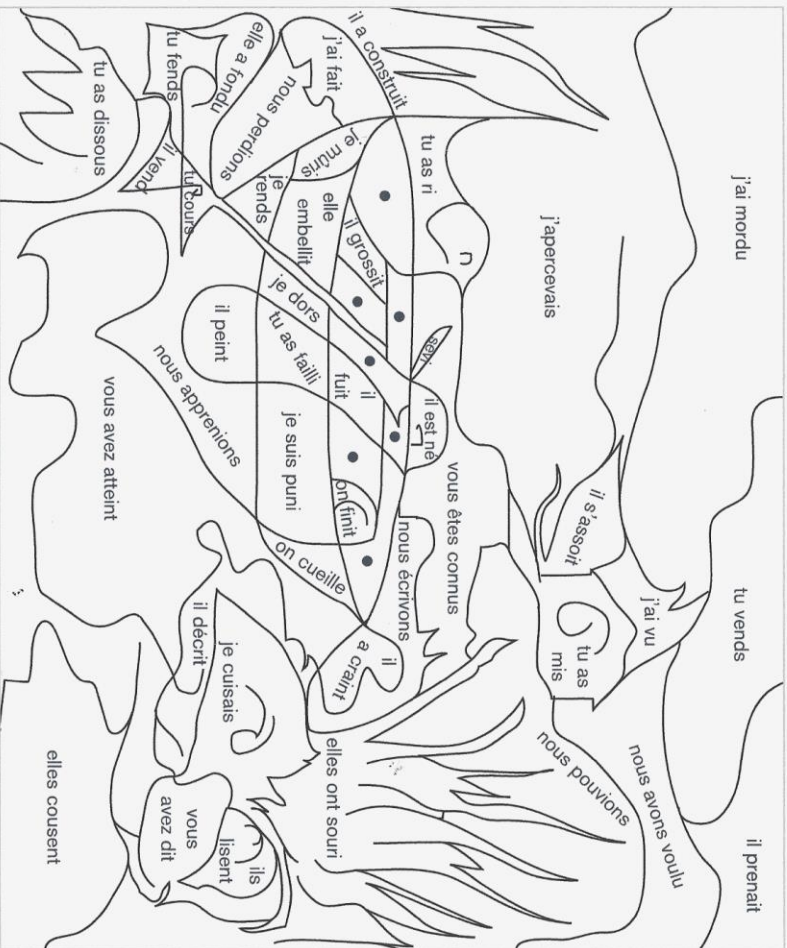 j'ai mordu
tu vends
il prenait
j'apercevais
j'ai vu
nous avons voulu
il s'assoit
tu as
mis
nous pouvions
tu as ri
il est né
vous êtes connus
nous écrivons
il
a craint
il a construit
j'ai fait
je mûris
il grossit
il
fuit
on finit
elles ont souri
elle
embellit
je
rends
je dors
tu as failli
je suis puni
on cueille
nous perdions
elle a fondu
il peint
nous apprenions
je cuisais
il décrit
ils
lisent
tu fends
tu cours
il vend
vous
avez dit
tu as dissous
vous avez atteint
elles cousent